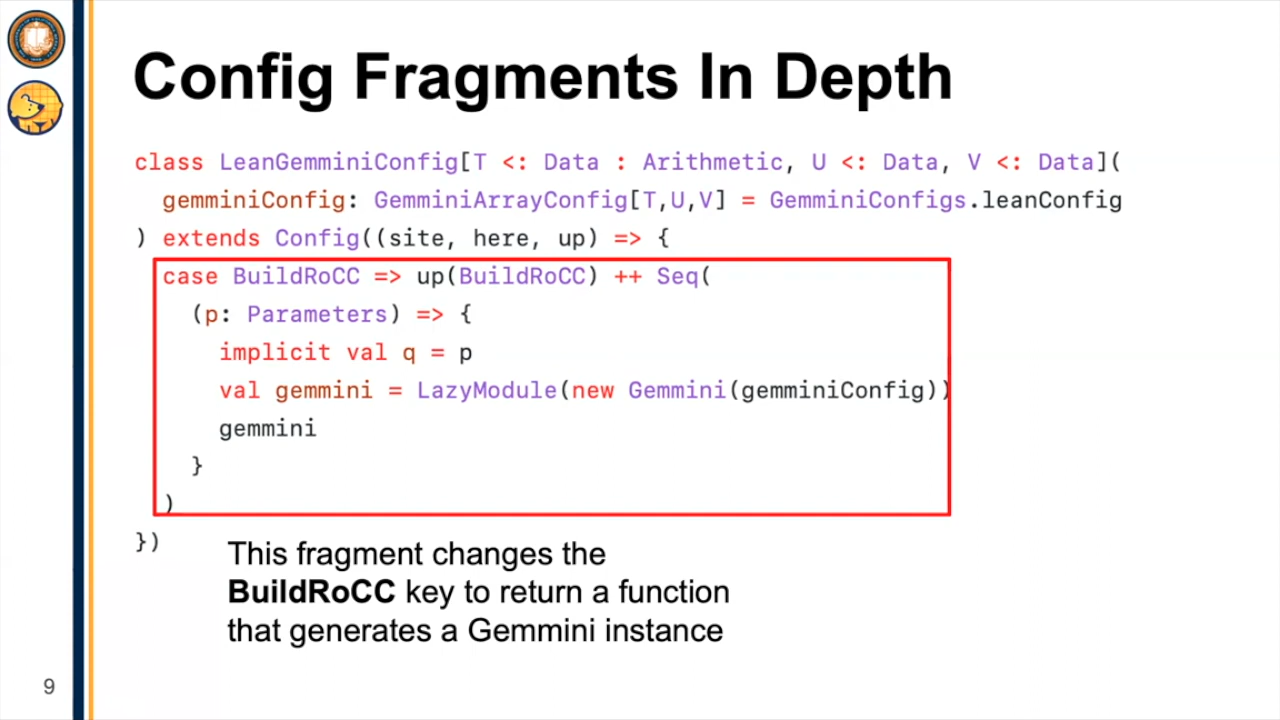 Config Fragments In Depth
class LeanGemminiConfig[T <: Data : Arithmetic, U <: Data, V <: Data](
  gemminiConfig: GemminiArrayConfig[T,U,V] = GemminiConfigs.leanConfig
) extends Config((site, here, up) => {
  case BuildRoCC => up(BuildRoCC) ++ Seq(
    (p: Parameters) => {
      implicit val q = p
      val gemmini = LazyModule(new Gemmini(gemminiConfig))
      gemmini
    }
  )
})
This fragment changes the
BuildRoCC key to return a function
that generates a Gemmini instance
9